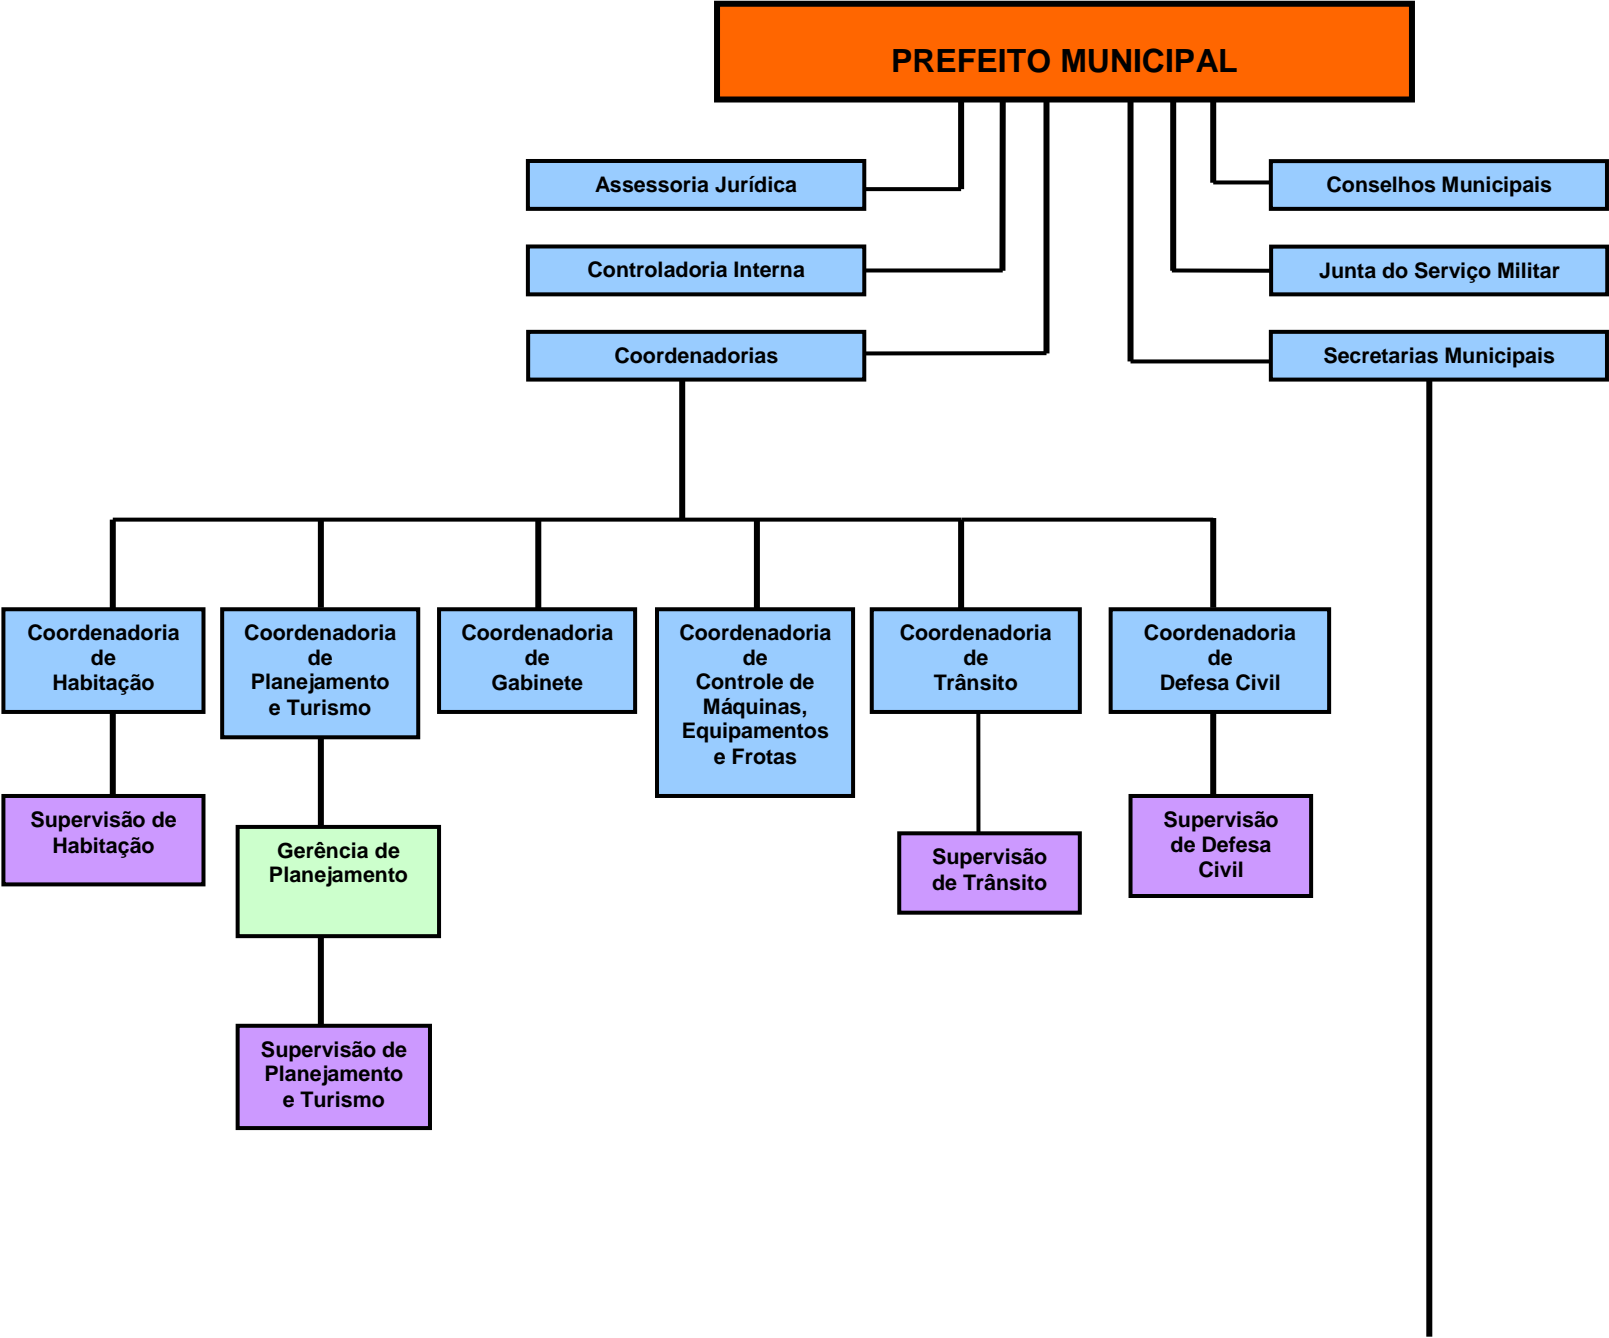 PREFEITO MUNICIPAL
Assessoria Jurídica
Conselhos Municipais
Controladoria Interna
Junta do Serviço Militar
Coordenadorias
Secretarias Municipais
Coordenadoria
de
Habitação
Coordenadoria
de
Planejamento
e Turismo
Coordenadoria
de
Gabinete
Coordenadoria
de
Controle de
Máquinas,
Equipamentos
e Frotas
Coordenadoria
de
Trânsito
Coordenadoria
de
Defesa Civil
Supervisão de
Habitação
Gerência de
Planejamento
Supervisão
de Trânsito
Supervisão
de Defesa
Civil
Supervisão de
Planejamento
e Turismo